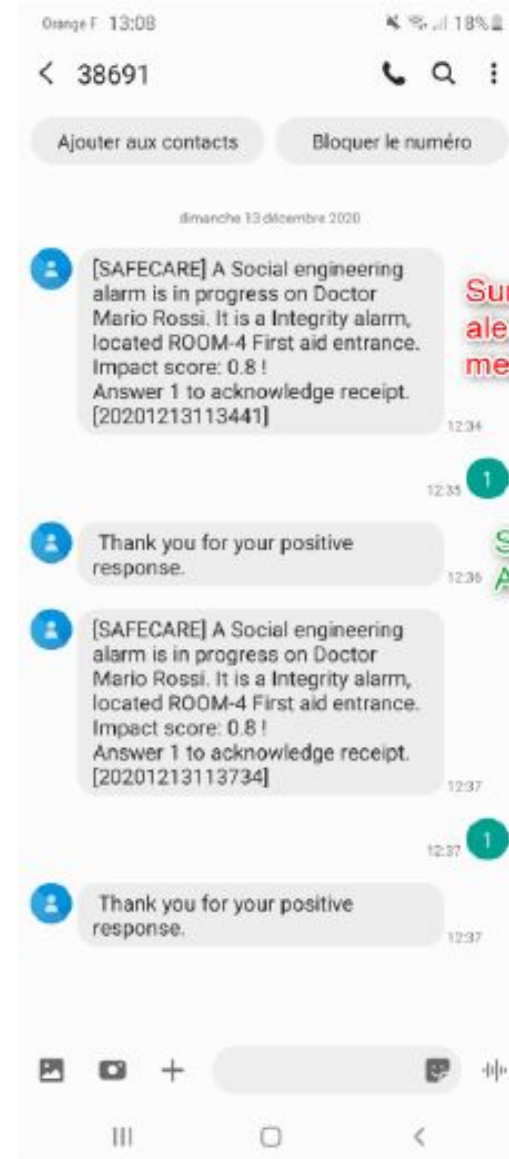 Orange F 13:08 18%
38691
Ajouter aux contacts Bloquer le numéro
dimanche 13 décembre 2020
[SAFECARE] A Social engineering
alarm is in progress on Doctor
Mario Rossi. It is a Integrity alarm,
located ROOM-4 First aid entrance.
Impact score: 0.8 !
Answer 1 to acknowledge receipt.
[20201213113441]
12:34
1
12:35
Thank you for your positive
response.
12:36
[SAFECARE] A Social engineering
alarm is in progress on Doctor
Mario Rossi. It is a Integrity alarm,
located ROOM-4 First aid entrance.
Impact score: 0.8 !
Answer 1 to acknowledge receipt.
[20201213113734]
12:37
1
12:37
Thank you for your positive
response.
12:37